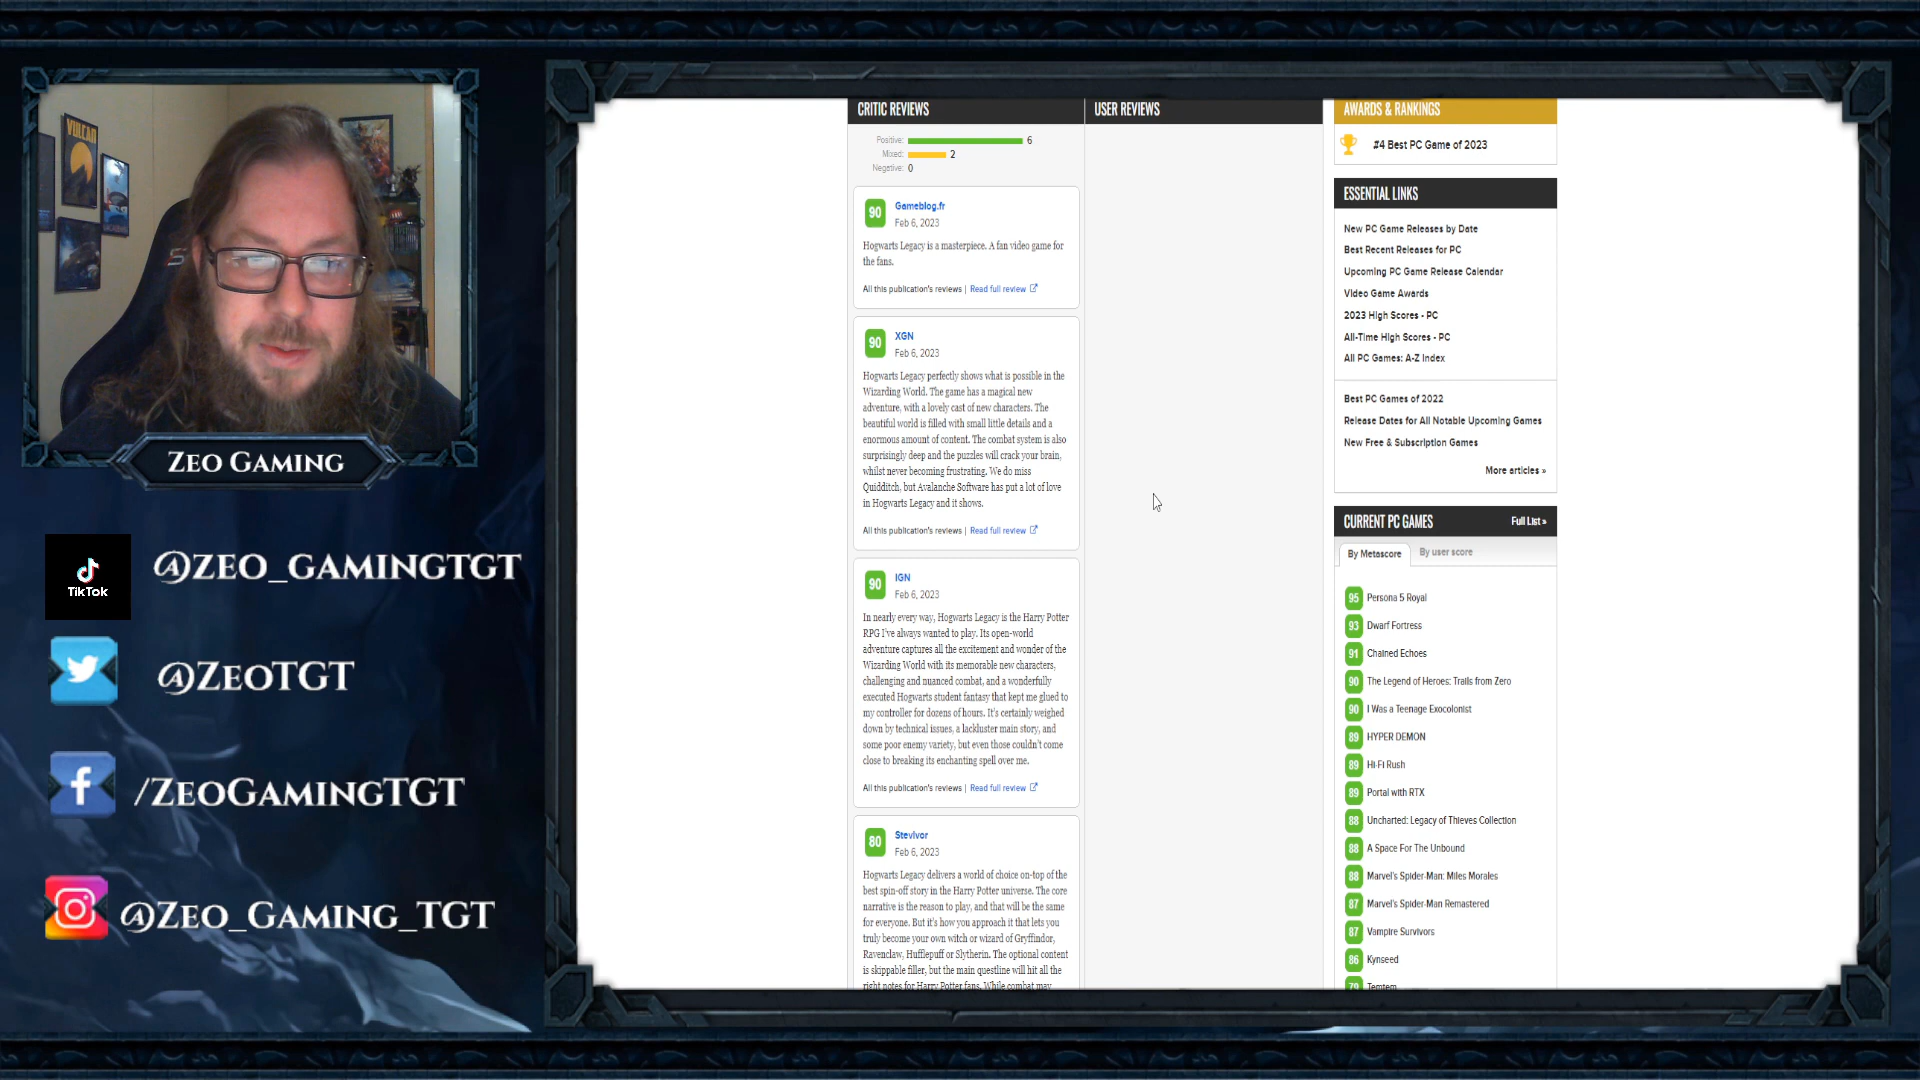 VULCAN
S
ZEO GAMING
TikTok
@ZEO_GAMINGTGT
@ZEOTGT
/ZEOGAMINGTGT
@ZEO_GAMING_TGT
CRITIC REVIEWS
Positive: 6
Mixed: 2
Negative: 0
90 Gameblog.fr
Feb 6, 2023
Hogwarts Legacy is a masterpiece. A fan video game for
the fans.
All this publication's reviews | Read full review
90 XGN
Feb 6, 2023
Hogwarts Legacy perfectly shows what is possible in the
Wizarding World. The game has a magical new
adventure, with a lovely cast of new characters. The
beautiful world is filled with small little details and a
enormous amount of content. The combat system is also
surprisingly deep and the puzzles will crack your brain,
whilst never becoming frustrating. We do miss
Quidditch, but Avalanche Software has put a lot of love
in Hogwarts Legacy and it shows.
All this publication's reviews | Read full review
90 IGN
Feb 6, 2023
In nearly every way, Hogwarts Legacy is the Harry Potter
RPG I've always wanted to play. Its open-world
adventure captures all the excitement and wonder of the
Wizarding World with its memorable new characters,
challenging and nuanced combat, and a wonderfully
executed Hogwarts student fantasy that kept me glued to
my controller for dozens of hours. It's certainly weighed
down by technical issues, a lackluster main story, and
some poor enemy variety, but even those couldn't come
close to breaking its enchanting spell over me.
All this publication's reviews | Read full review
80 Stevivor
Feb 6, 2023
Hogwarts Legacy delivers a world of choice on-top of the
best spin-off story in the Harry Potter universe. The core
narrative is the reason to play, and that will be the same
for everyone. But it's how you approach it that lets you
truly become your own witch or wizard of Gryffindor,
Ravenclaw, Hufflepuff or Slytherin. The optional content
is skippable filler, but the main questline will hit all the
right notes for Harry Potter fans. While combat may
USER REVIEWS
AWARDS & RANKINGS
#4 Best PC Game of 2023
ESSENTIAL LINKS
New PC Game Releases by Date
Best Recent Releases for PC
Upcoming PC Game Release Calendar
Video Game Awards
2023 High Scores - PC
All-Time High Scores - PC
All PC Games: A-Z Index
Best PC Games of 2022
Release Dates for All Notable Upcoming Games
New Free & Subscription Games
More articles »
CURRENT PC GAMES Full List »
By Metascore By user score
95 Persona 5 Royal
93 Dwarf Fortress
91 Chained Echoes
90 The Legend of Heroes: Trails from Zero
90 I Was a Teenage Exocolonist
89 HYPER DEMON
89 Hi-Fi Rush
89 Portal with RTX
88 Uncharted: Legacy of Thieves Collection
88 A Space For The Unbound
88 Marvel's Spider-Man: Miles Morales
87 Marvel's Spider-Man Remastered
87 Vampire Survivors
86 Kynseed
79 Temtem